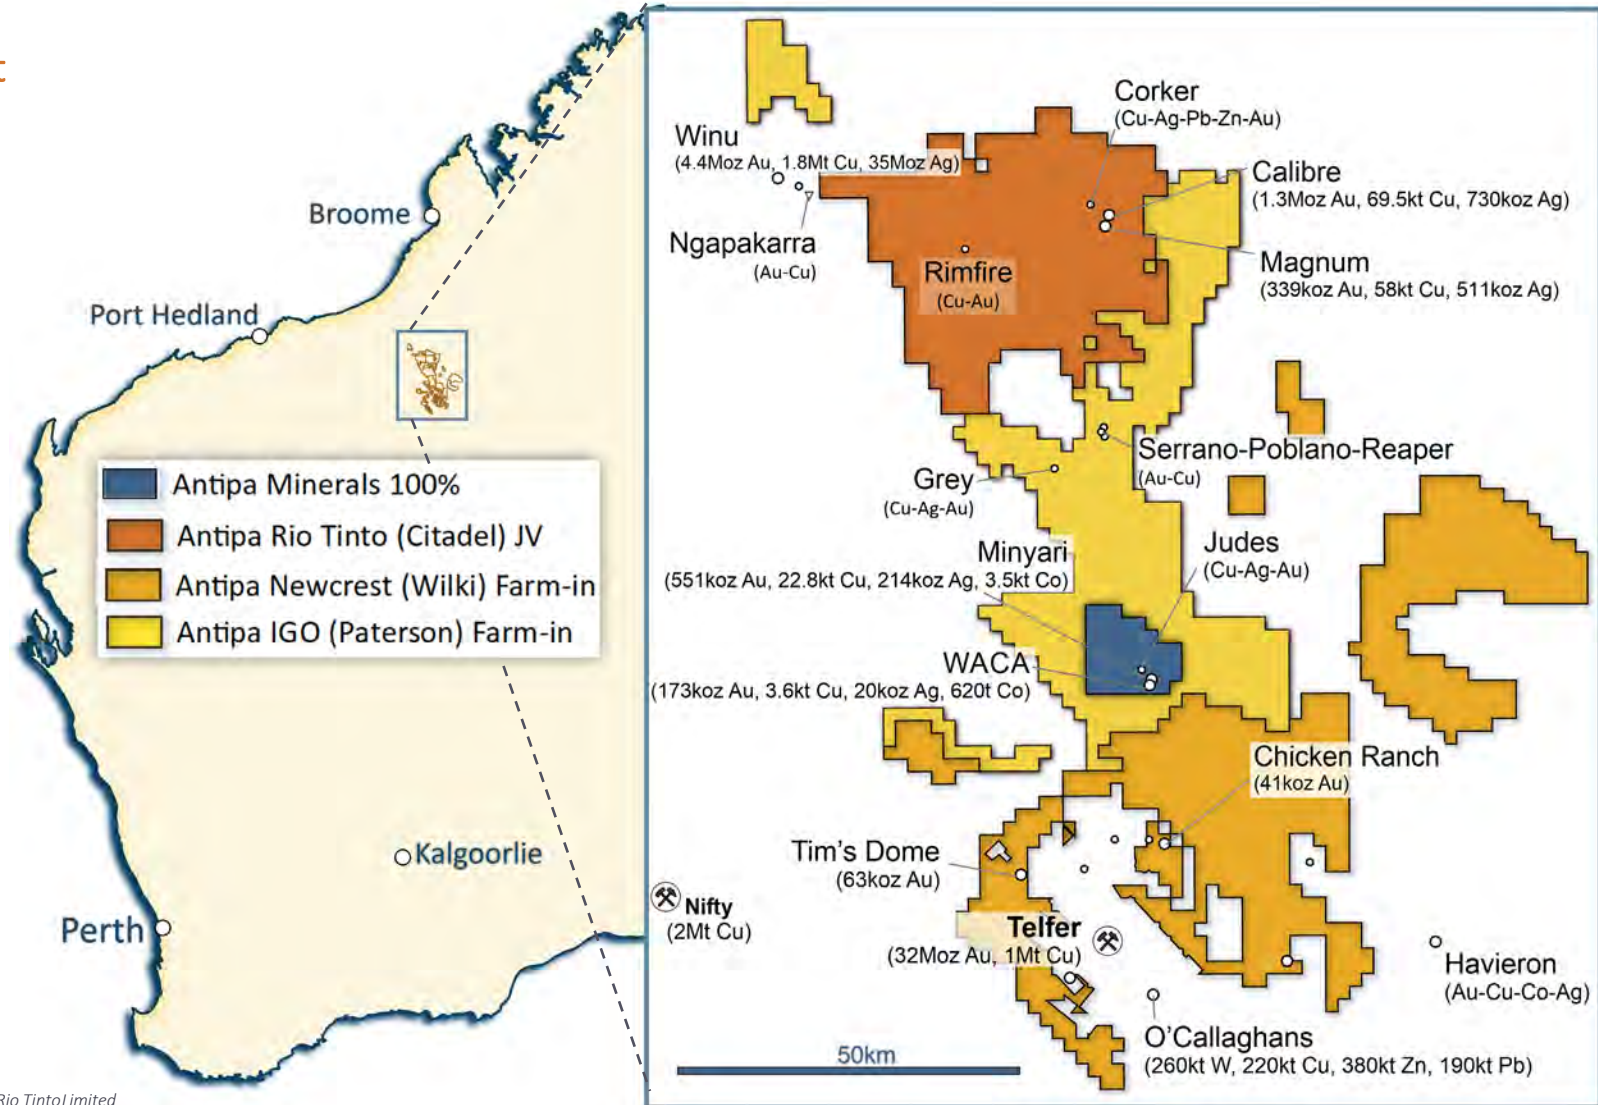 t
Broome
Port Hedland
Antipa Minerals 100%
Antipa Rio Tinto (Citadel) JV
Antipa Newcrest (Wilki) Farm-in
Antipa IGO (Paterson) Farm-in
Kalgoorlie
Perth
Rio Tinto Limited
Corker
(Cu-Ag-Pb-Zn-Au)
Winu
(4.4Moz Au, 1.8Mt Cu, 35Moz Ag)
Calibre
(1.3Moz Au, 69.5kt Cu, 730koz Ag)
Ngapakarra
(Au-Cu)
Rimfire
(Cu-Au)
Magnum
(339koz Au, 58kt Cu, 511koz Ag)
Serrano-Poblano-Reaper
(Au-Cu)
Grey
(Cu-Ag-Au)
Minyari
(551koz Au, 22.8kt Cu, 214koz Ag, 3.5kt Co)
Judes
(Cu-Ag-Au)
WACA
(173koz Au, 3.6kt Cu, 20koz Ag, 620t Co)
Chicken Ranch
(41koz Au)
Tim's Dome
(63koz Au)
Nifty
(2Mt Cu)
Telfer
(32Moz Au, 1Mt Cu)
Havieron
(Au-Cu-Co-Ag)
O'Callaghans
(260kt W, 220kt Cu, 380kt Zn, 190kt Pb)
50km